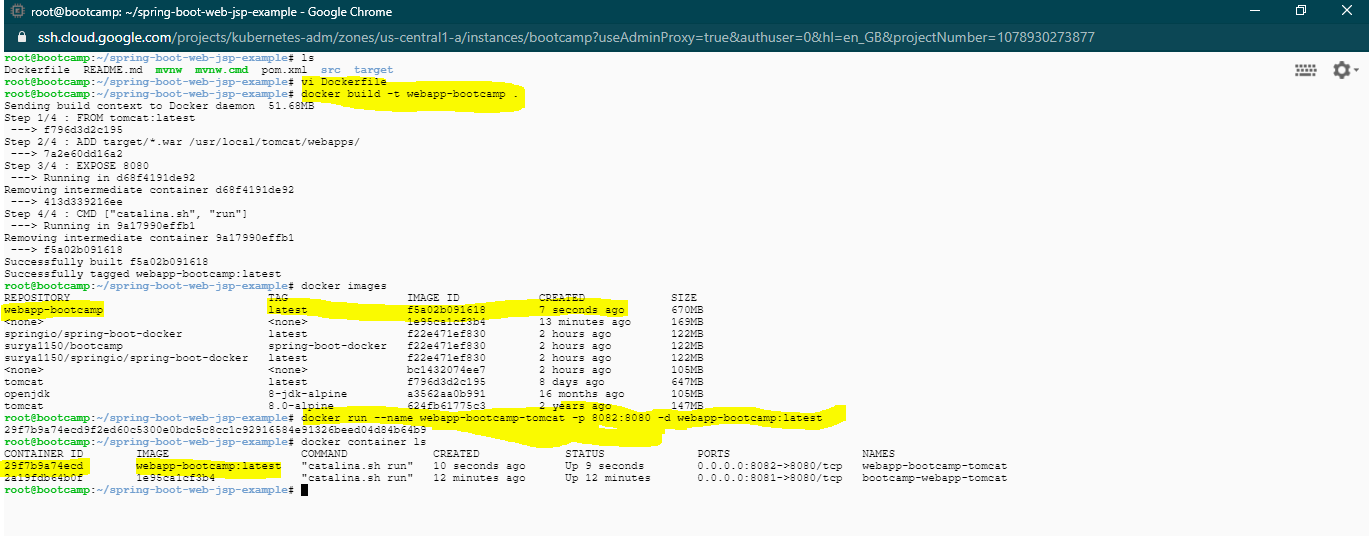 root@bootcamp: ~/spring-boot-web-jsp-example - Google Chrome
ssh.cloud.google.com/projects/kubernetes-adm/zones/us-central1-a/instances/bootcamp?useAdminProxy=true&authuser=0&hl=en_GB&projectNumber=1078930273877
root@bootcamp:~/spring-boot-web-jsp-example# ls
Dockerfile README.md mvnw mvnw.cmd pom.xml src target
root@bootcamp:~/spring-boot-web-jsp-example# vi Dockerfile
root@bootcamp:~/spring-boot-web-jsp-example# docker build -t webapp-bootcamp .
Sending build context to Docker daemon 51.68MB
Step 1/4 : FROM tomcat:latest
---> f796d3d2c195
Step 2/4 : ADD target/*.war /usr/local/tomcat/webapps/
---> 7a2e60dd16a2
Step 3/4 : EXPOSE 8080
---> Running in d68f4191de92
Removing intermediate container d68f4191de92
---> 413d339216ee
Step 4/4 : CMD ["catalina.sh", "run"]
---> Running in 9a17990effb1
Removing intermediate container 9a17990effb1
---> f5a02b091618
Successfully built f5a02b091618
Successfully tagged webapp-bootcamp:latest
root@bootcamp:~/spring-boot-web-jsp-example# docker images
REPOSITORY TAG IMAGE ID CREATED SIZE
webapp-bootcamp latest f5a02b091618 7 seconds ago 670MB
<none> <none> 1e95ca1cf3b4 13 minutes ago 169MB
springio/spring-boot-docker latest f22e471ef830 2 hours ago 122MB
surya1150/bootcamp spring-boot-docker f22e471ef830 2 hours ago 122MB
surya1150/springio/spring-boot-docker latest f22e471ef830 2 hours ago 122MB
<none> <none> bc1432074ee7 2 hours ago 105MB
tomcat latest f796d3d2c195 8 days ago 647MB
openjdk 8-jdk-alpine a3562aa0b991 16 months ago 105MB
tomcat 8.0-alpine 624fb61775c3 2 years ago 147MB
root@bootcamp:~/spring-boot-web-jsp-example# docker run --name webapp-bootcamp-tomcat -p 8082:8080 -d webapp-bootcamp:latest
29f7b9a74ecd9f2ed60c5300e0bdc5c8cc1c92916584e91326beed04d84b64b9
root@bootcamp:~/spring-boot-web-jsp-example# docker container ls
CONTAINER ID IMAGE COMMAND CREATED STATUS PORTS NAMES
29f7b9a74ecd webapp-bootcamp:latest "catalina.sh run" 10 seconds ago Up 9 seconds 0.0.0.0:8082->8080/tcp webapp-bootcamp-tomcat
2a19fdb64b0f 1e95ca1cf3b4 "catalina.sh run" 12 minutes ago Up 12 minutes 0.0.0.0:8081->8080/tcp bootcamp-webapp-tomcat
root@bootcamp:~/spring-boot-web-jsp-example#